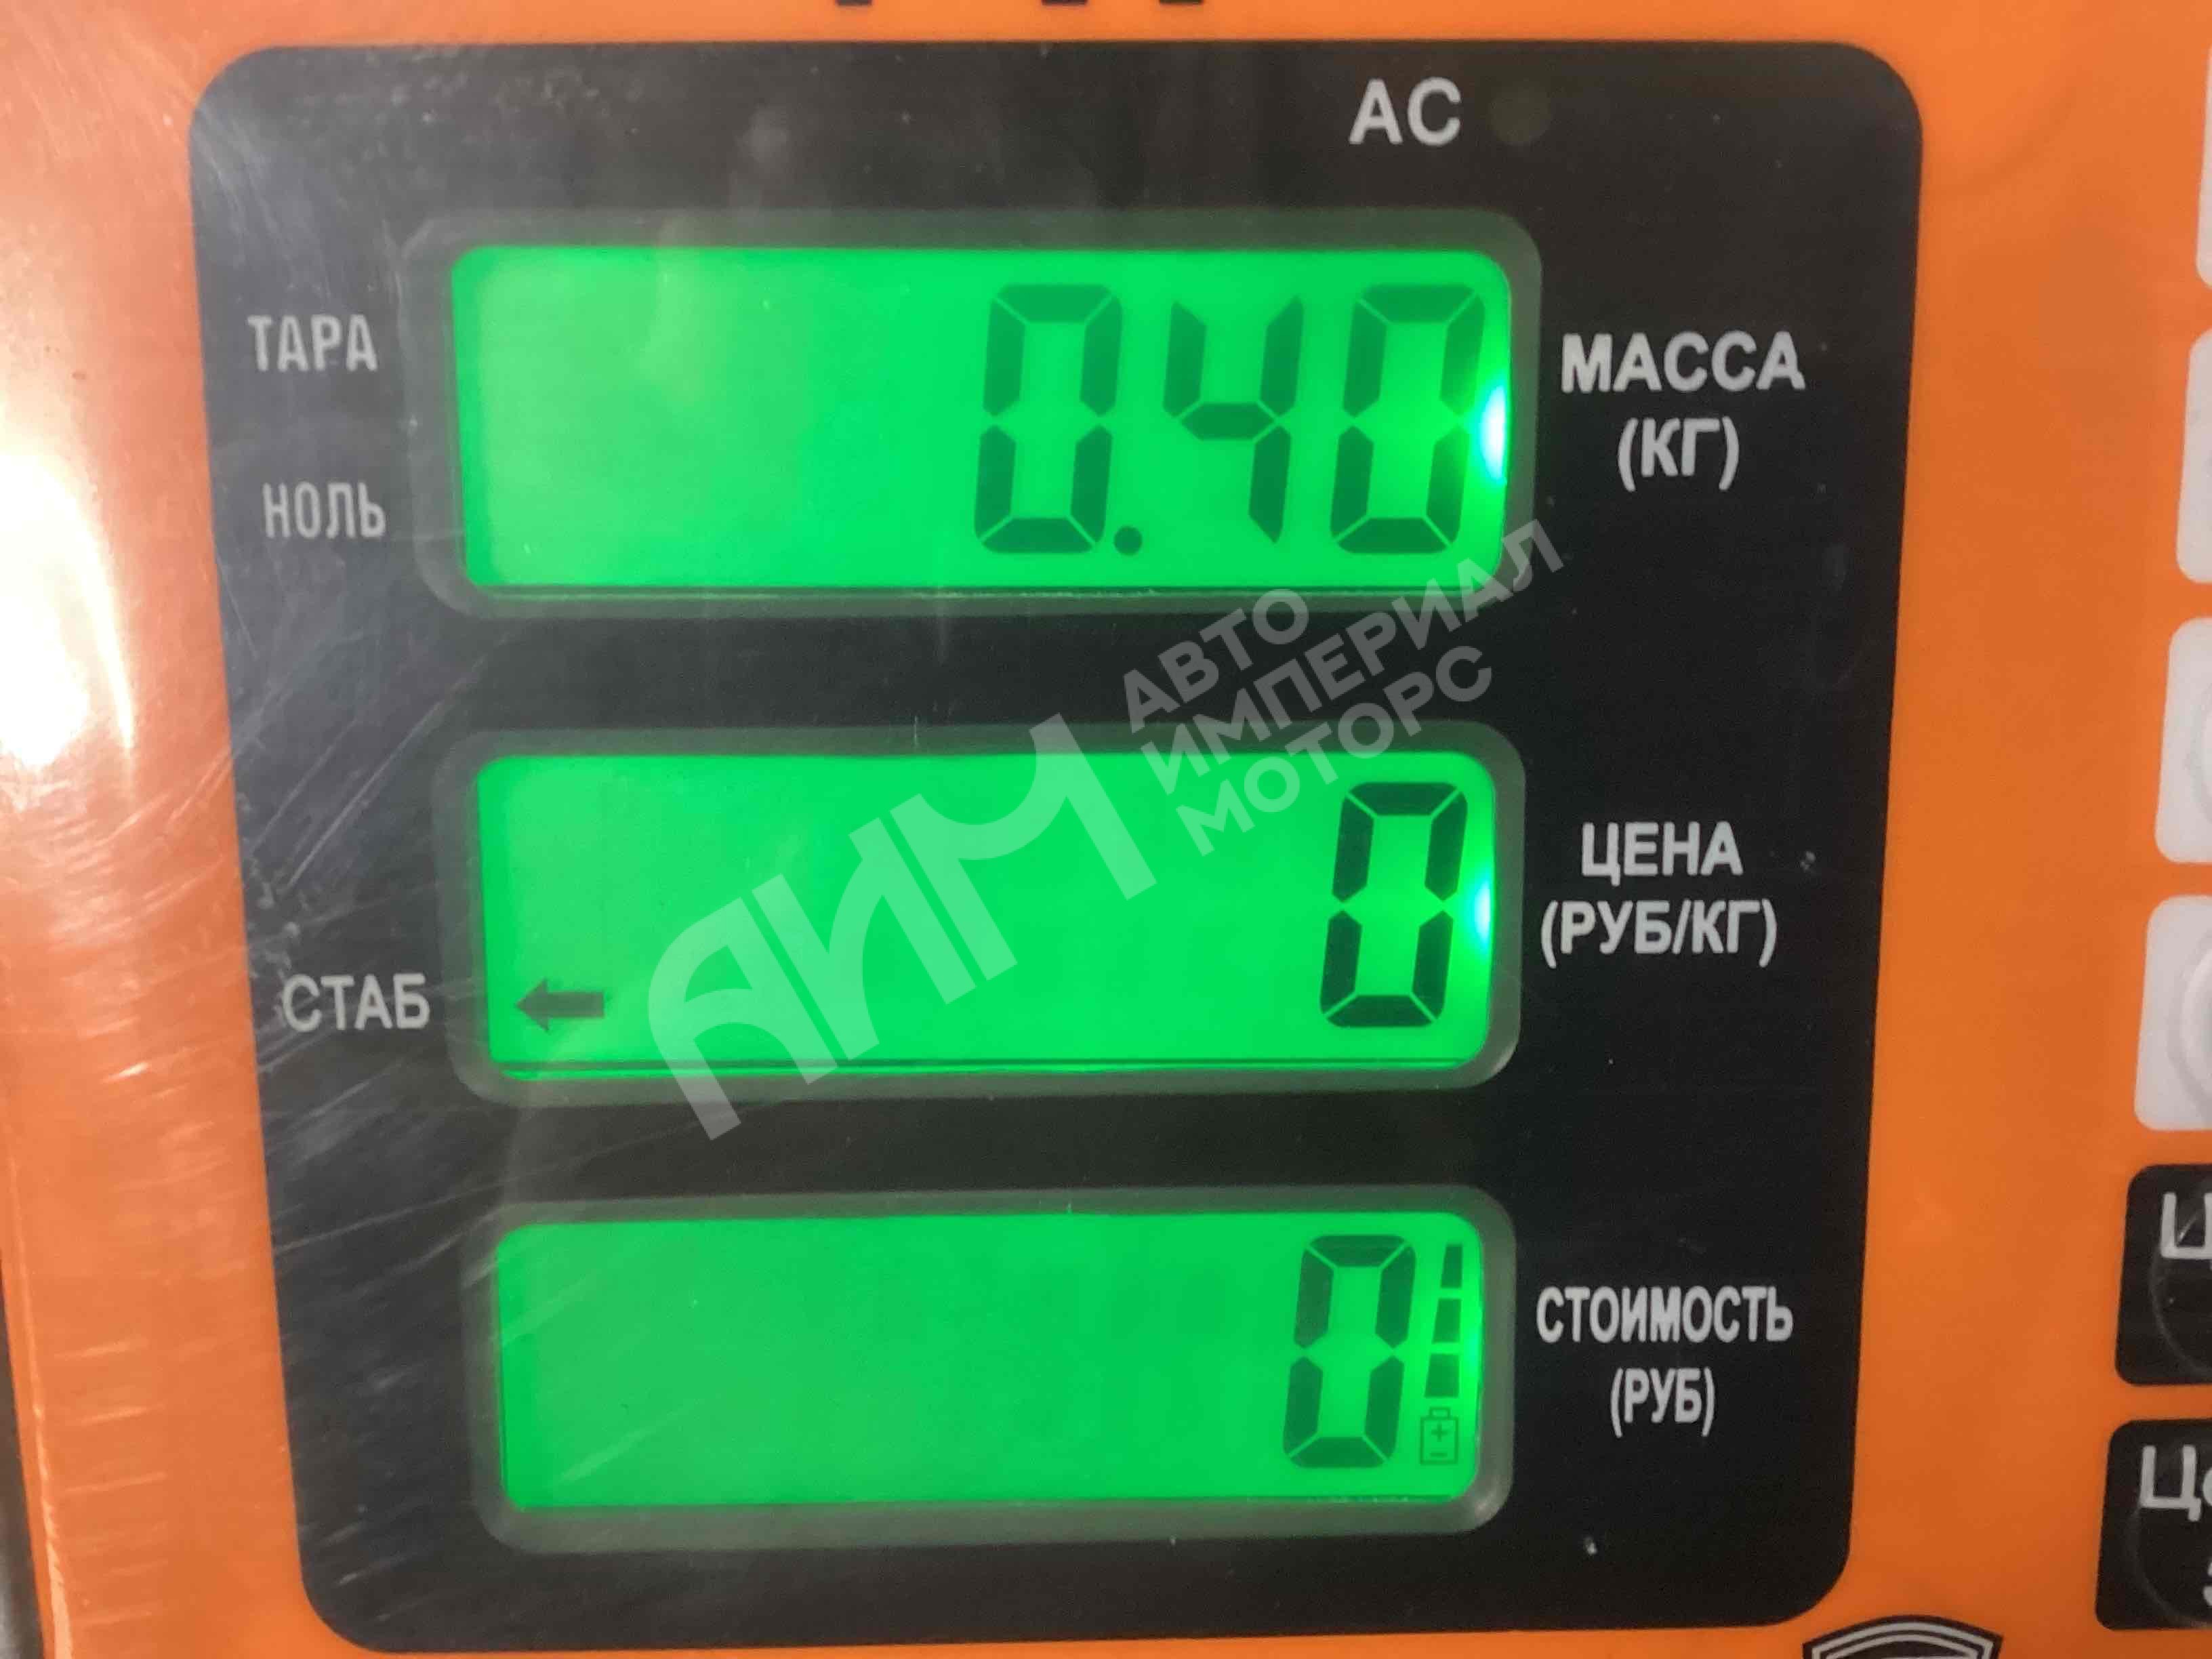 AC
ТАРА
0.40
МАССА
(КГ)
НОЛЬ
АИМ
АВТО
ИМПЕРИАЛ
МОТОРС
СТАБ
0
ЦЕНА
(РУБ/КГ)
0
СТОИМОСТЬ
(РУБ)